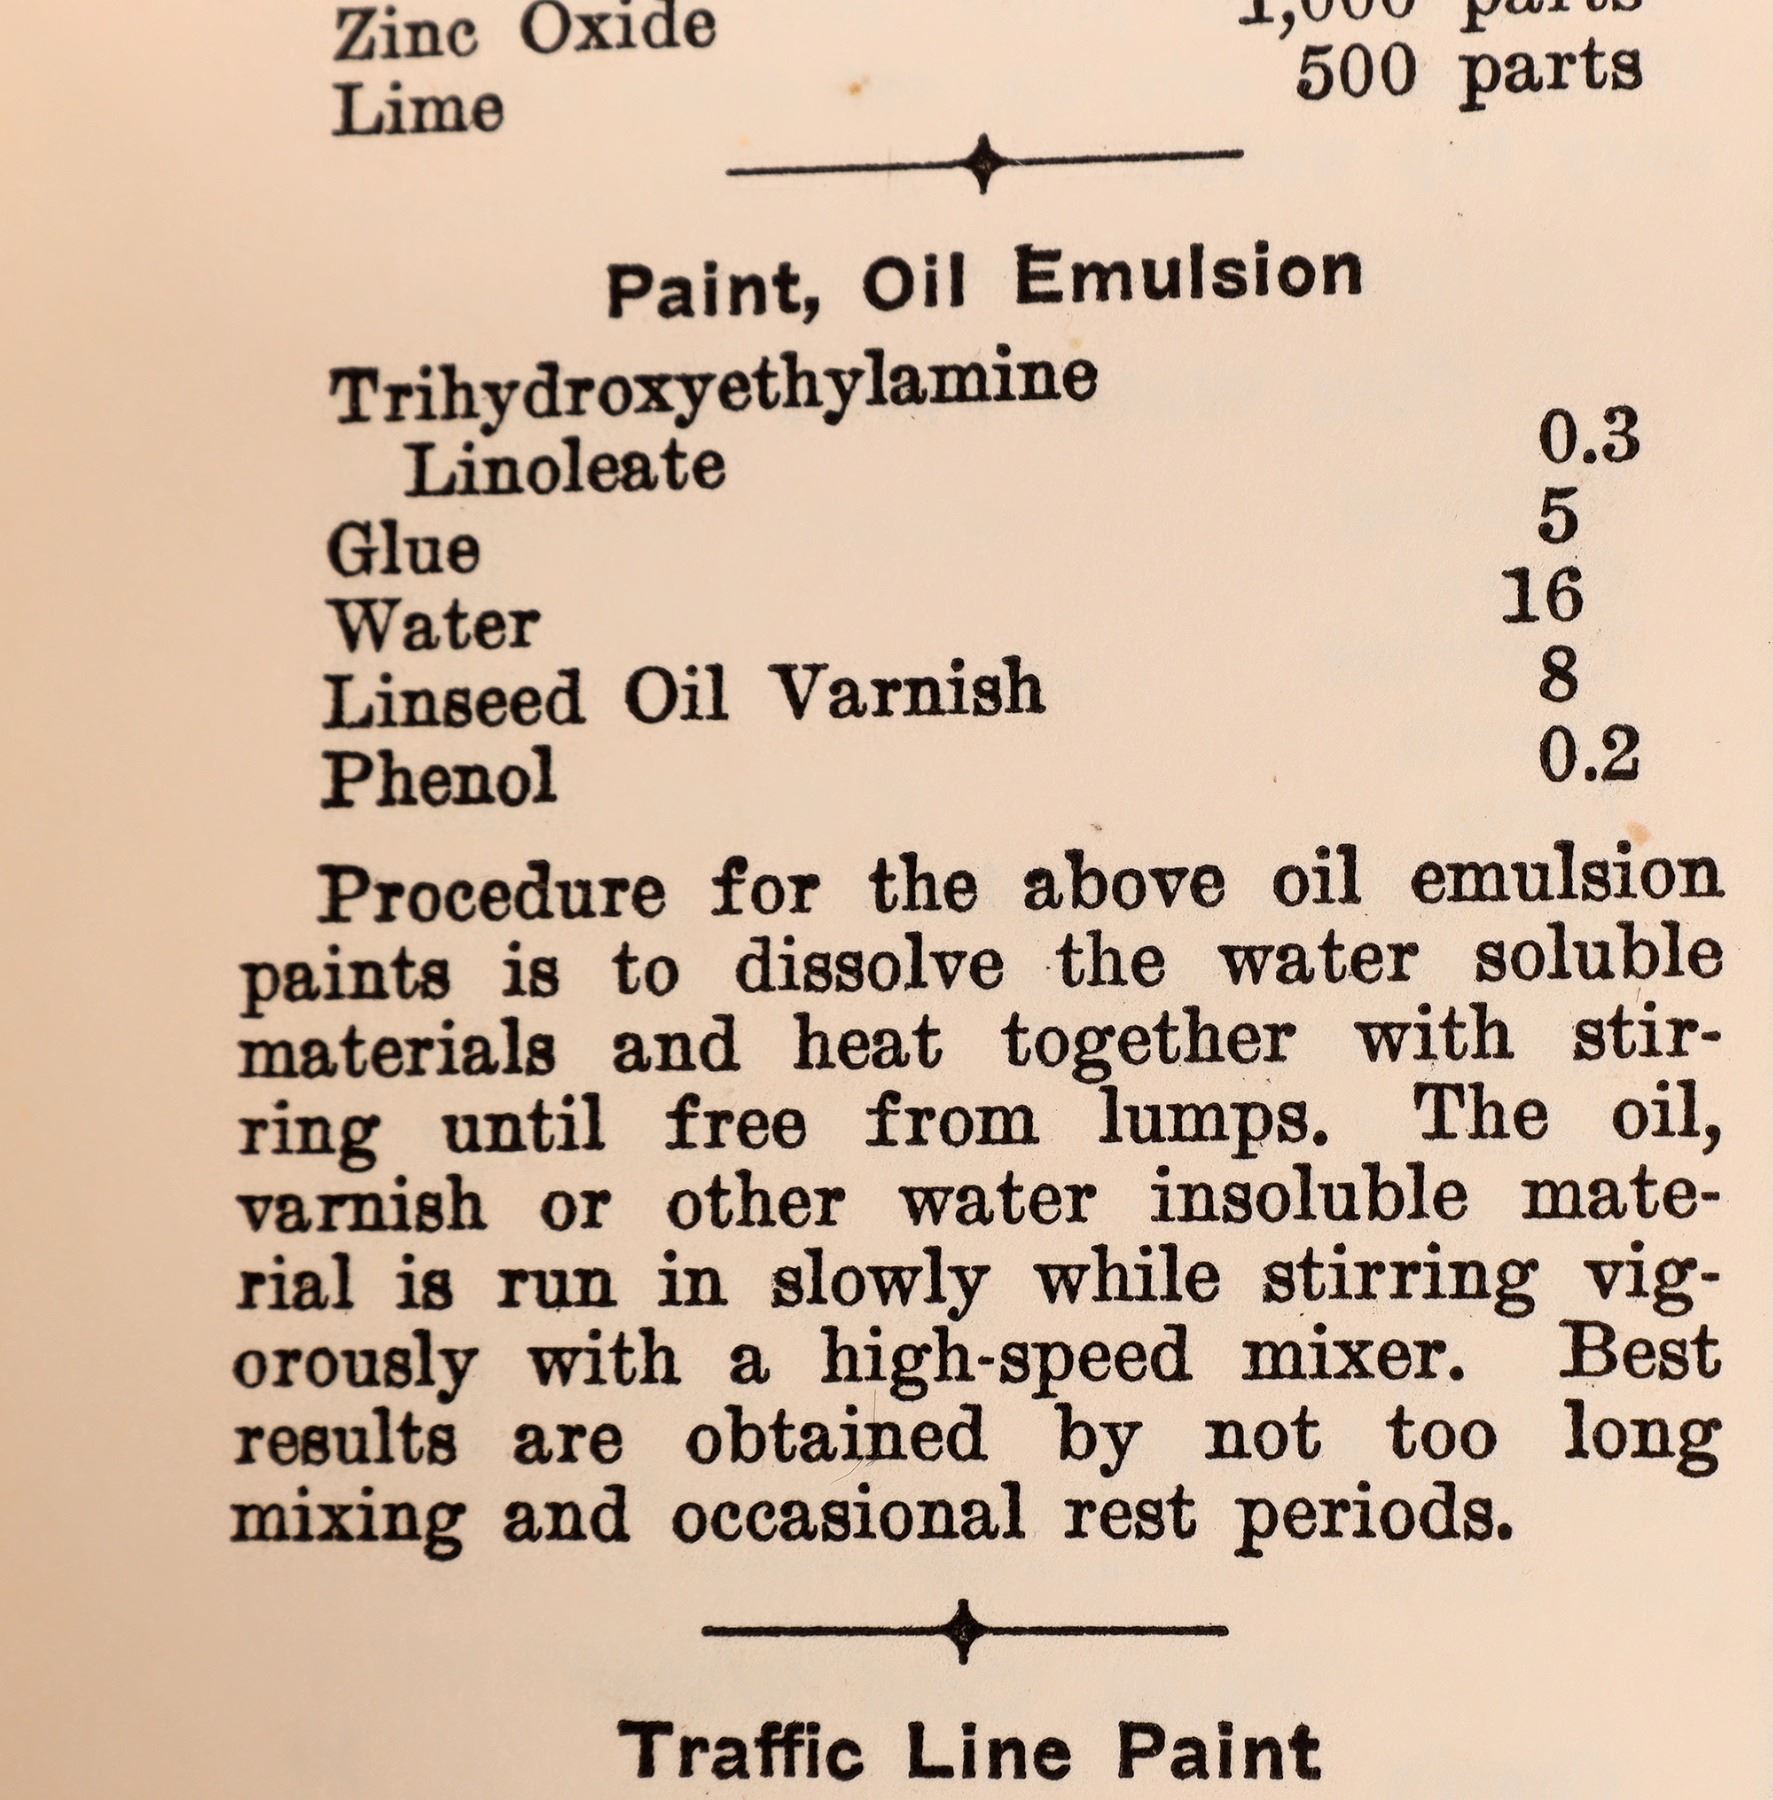 Zinc Oxide 1,000 parts
Lime 500 parts
Paint, Oil Emulsion
Trihydroxyethylamine
Linoleate 0.3
Glue 5
Water 16
Linseed Oil Varnish 8
Phenol 0.2
Procedure for the above oil emulsion
paints is to dissolve the water soluble
materials and heat together with stir-
ring until free from lumps. The oil,
varnish or other water insoluble mate-
rial is run in slowly while stirring vig-
orously with a high-speed mixer. Best
results are obtained by not too long
mixing and occasional rest periods.
Traffic Line Paint